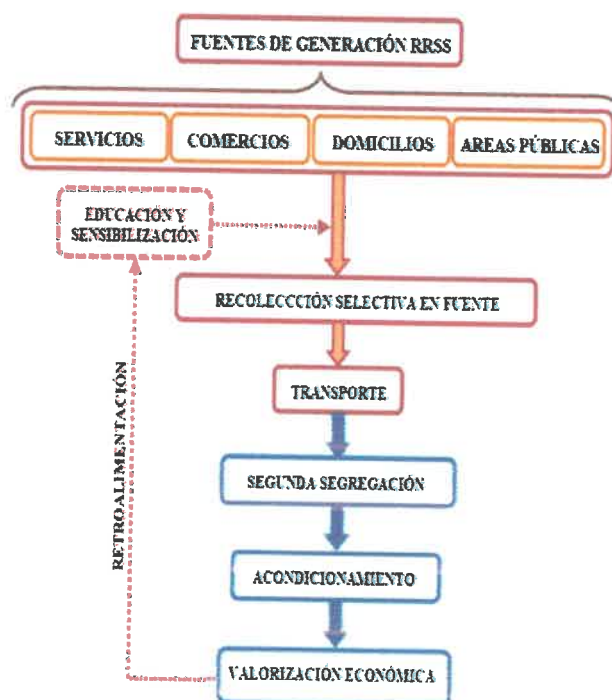 FUENTES DE GENERACIÓN RRSS
SERVICIOS
COMERCIOS
DOMICILIOS
AREAS PÚBLICAS
EDUCACIÓN Y
SENSIBILIZACIÓN
RECOLECCCIÓN SELECTIVA EN FUENTE
TRANSPORTE
SEGUNDA SEGREGACIÓN
ACONDICIONAMIENTO
VALORIZACIÓN ECONÓMICA
RETROALIMENTACIÓN